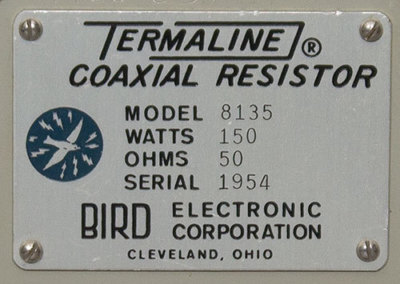 TERMALINE®
COAXIAL RESISTOR
MODEL 8135
WATTS 150
OHMS 50
SERIAL 1954
BIRD ELECTRONIC
CORPORATION
CLEVELAND, OHIO